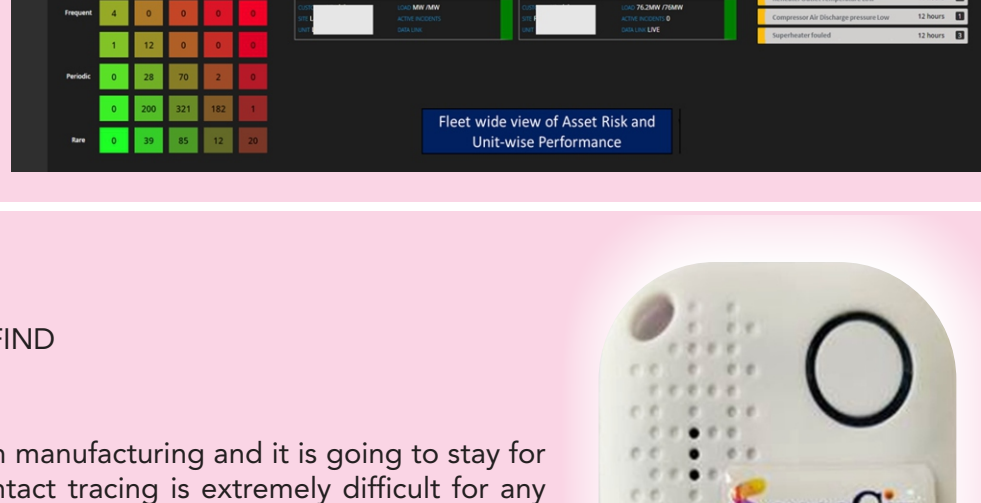 Frequent 4 0 0 0 0
1 12 0 0 0
Periodic 0 28 70 2 0
0 200 321 182 1
Rare 0 39 85 12 20
LOAD MW /MW
SITE L
ACTIVE INCIDENTS
UNIT
DATA LINK
LOAD 76.2MW /76MW
SITE
ACTIVE INCIDENTS 0
UNIT
DATA LINK LIVE
Compressor Air Discharge pressure Low 12 hours 1
Superheater fouled 12 hours 3
Fleet wide view of Asset Risk and
Unit-wise Performance
FIND
manufacturing and it is going to stay for
tracing is extremely difficult for any